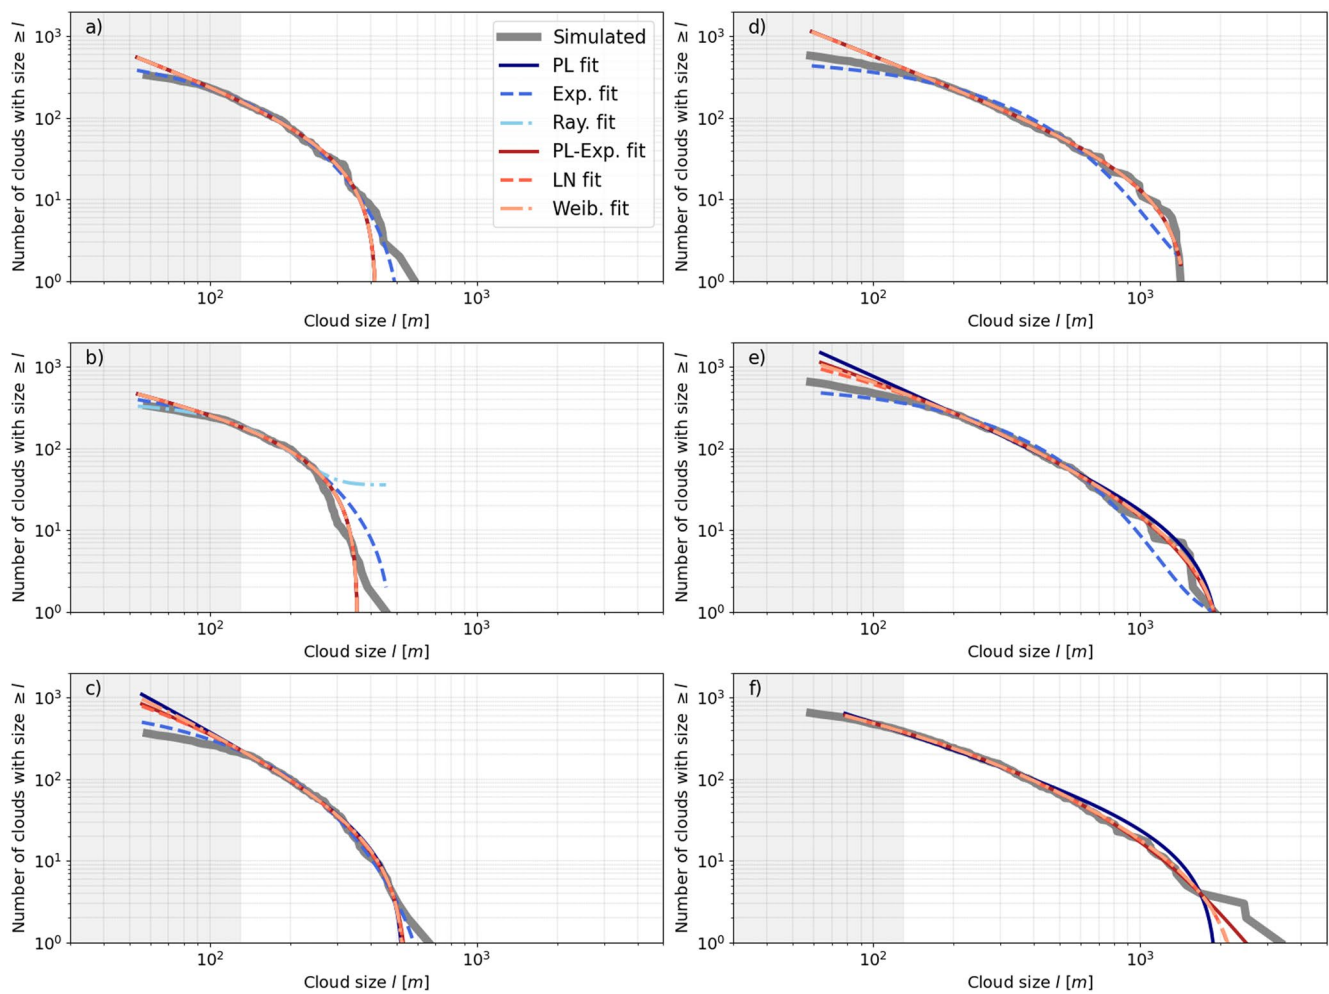 a)
Number of clouds with size ≥ l
10³
10²
10¹
10⁰
10²
10³
Cloud size l [m]
Simulated
PL fit
Exp. fit
Ray. fit
PL-Exp. fit
LN fit
Weib. fit
d)
Number of clouds with size ≥ l
10³
10²
10¹
10⁰
10²
10³
Cloud size l [m]
b)
Number of clouds with size ≥ l
10³
10²
10¹
10⁰
10²
10³
Cloud size l [m]
e)
Number of clouds with size ≥ l
10³
10²
10¹
10⁰
10²
10³
Cloud size l [m]
c)
Number of clouds with size ≥ l
10³
10²
10¹
10⁰
10²
10³
Cloud size l [m]
f)
Number of clouds with size ≥ l
10³
10²
10¹
10⁰
10²
10³
Cloud size l [m]